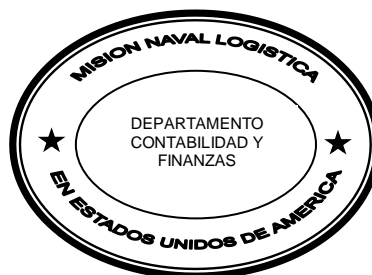 MISION NAVAL LOGISTICA
DEPARTAMENTO
CONTABILIDAD Y
FINANZAS
EN ESTADOS UNIDOS DE AMERICA